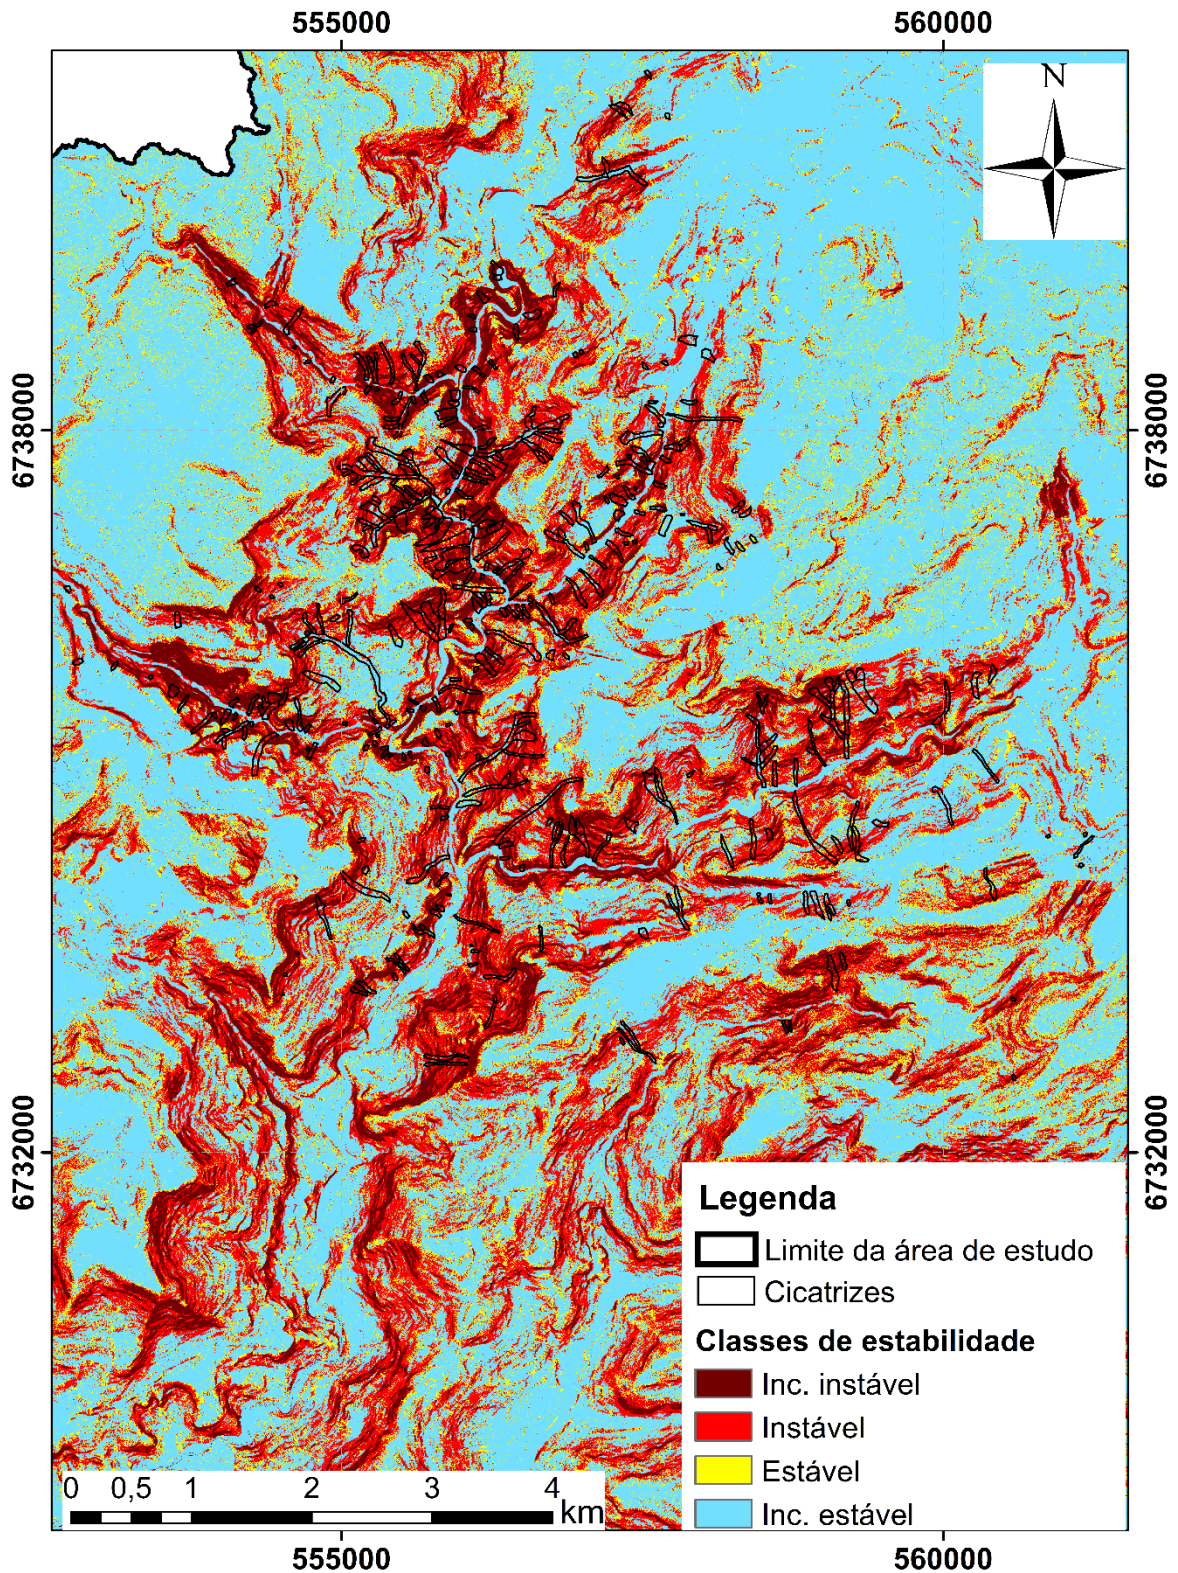 555000 560000
N
6738000 6738000
6732000 6732000
Legenda
Limite da área de estudo
Cicatrizes
Classes de estabilidade
Inc. instável
Instável
Estável
Inc. estável
0 0,5 1 2 3 4
km
555000 560000